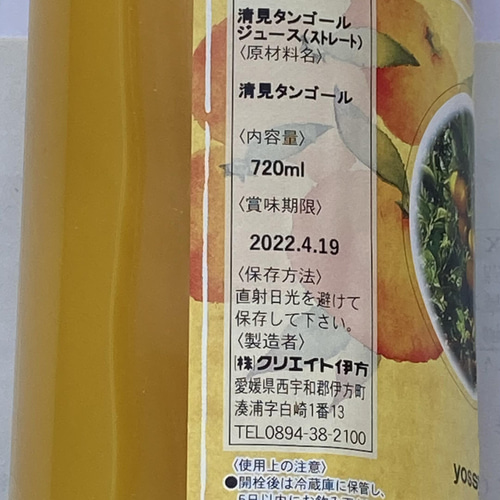 清見タンゴール
ジュース(ストレート)
〈原材料名〉
清見タンゴール
〈内容量〉
720ml
〈賞味期限〉
2022.4.19
〈保存方法〉
直射日光を避けて
保存して下さい。
〈製造者〉
(株)クリエイト伊方
愛媛県西宇和郡伊方町
湊浦字白崎1番13
TEL0894-38-2100
〈使用上の注意〉
●開栓後は冷蔵庫に保管し、